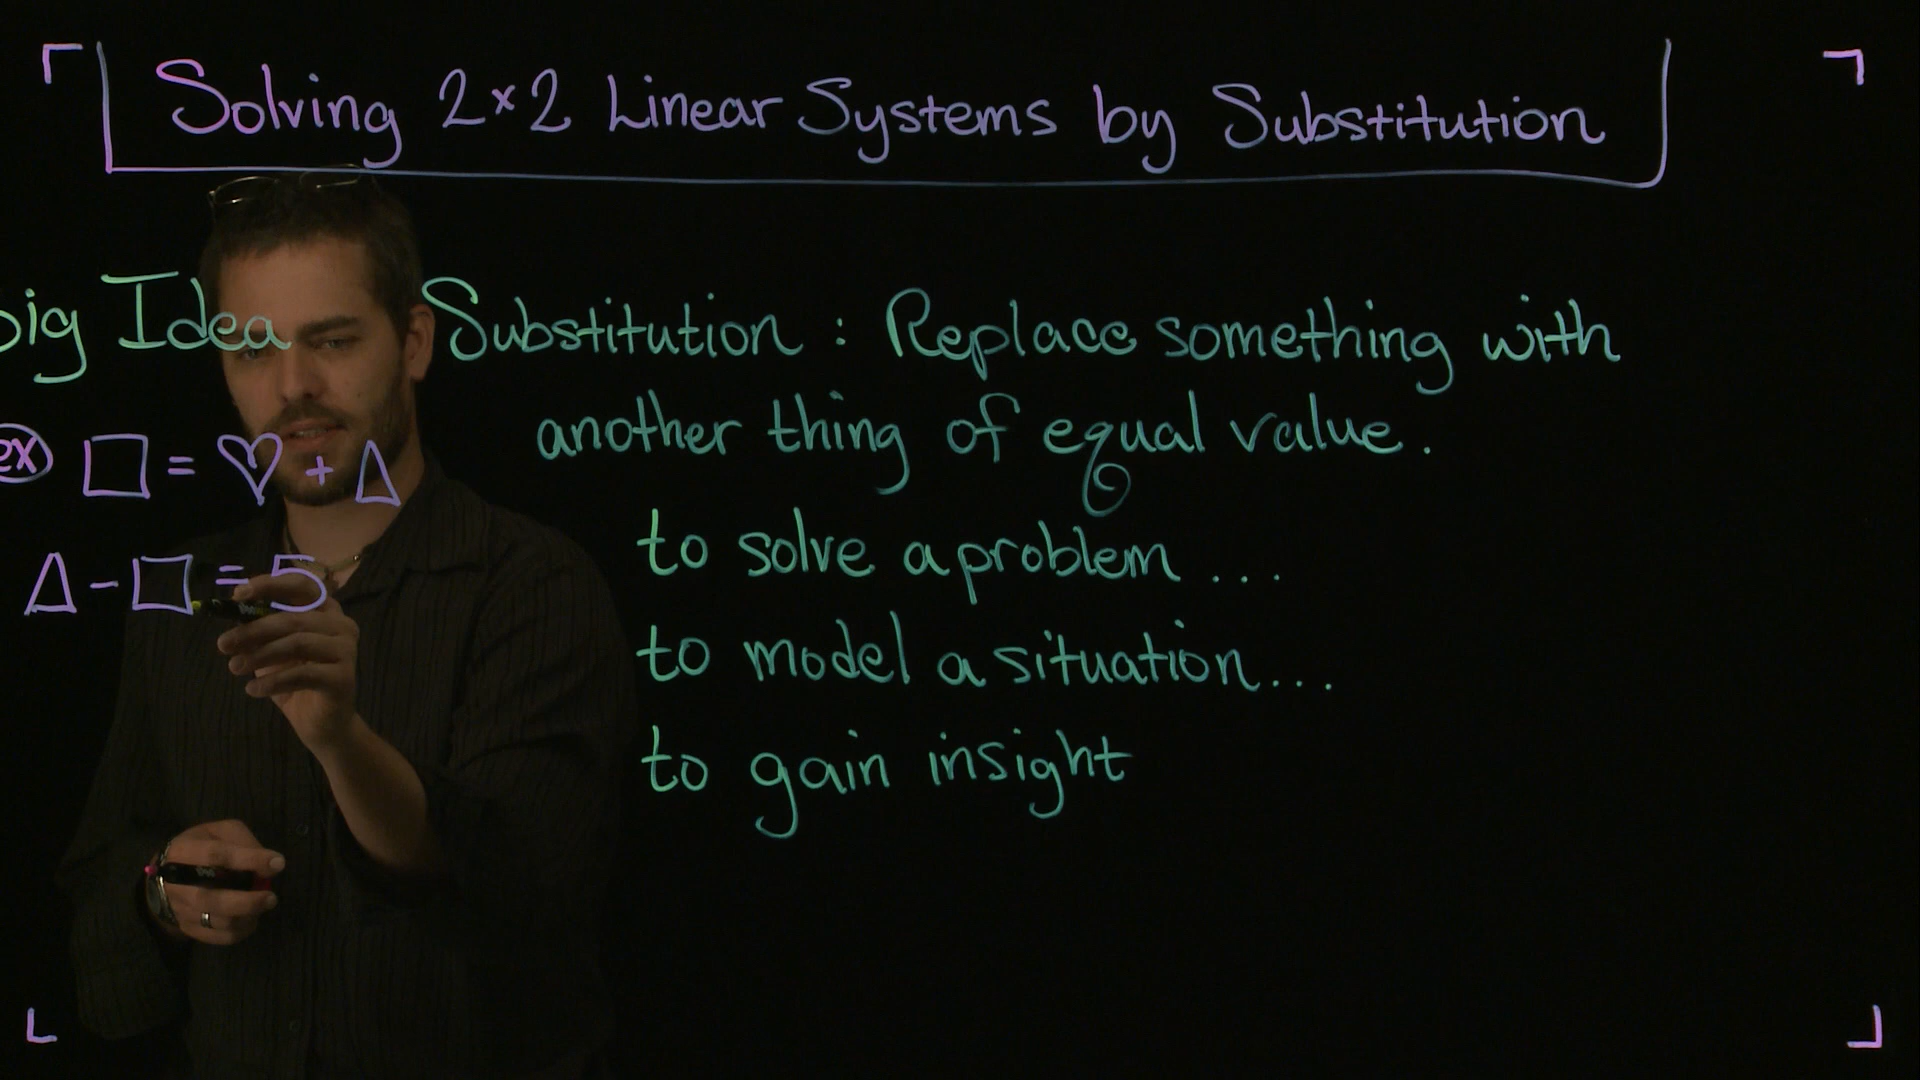 Solving 2×2 Linear Systems by Substitution
Big Idea Substitution : Replace something with
another thing of equal value.
ex □ = ♡ + Δ
to solve a problem ...
Δ - □ = 5
to model a situation...
to gain insight